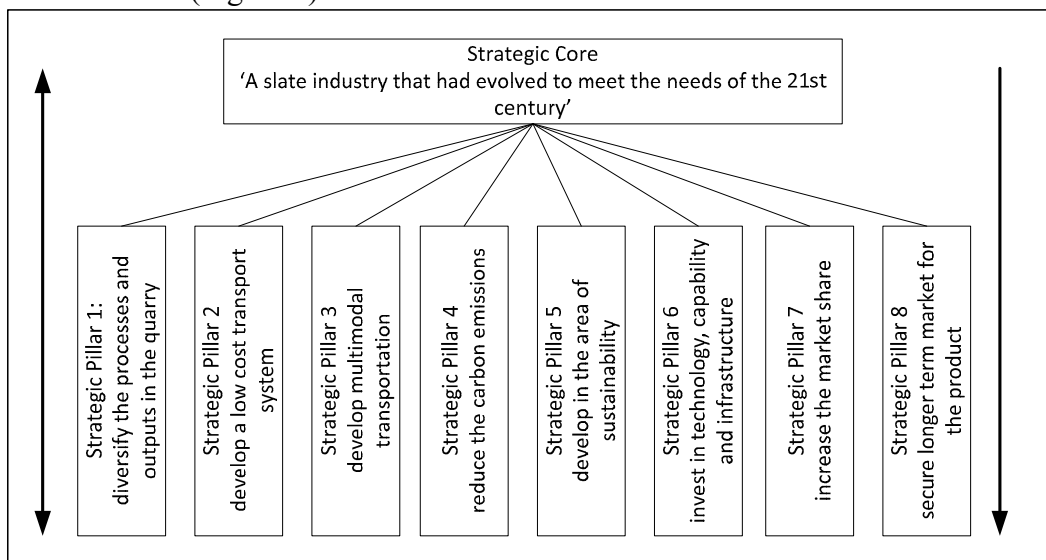 Strategic Core
‘A slate industry that had evolved to meet the needs of the 21st
century’
Strategic Pillar 1:
diversify the processes and
outputs in the quarry
Strategic Pillar 2
develop a low cost transport
system
Strategic Pillar 3
develop multimodal
transportation
Strategic Pillar 4
reduce the carbon emissions
Strategic Pillar 5
develop in the area of
sustainability
Strategic Pillar 6
invest in technology, capability
and infrastructure
Strategic Pillar 7
increase the market share
Strategic Pillar 8
secure longer term market for
the product